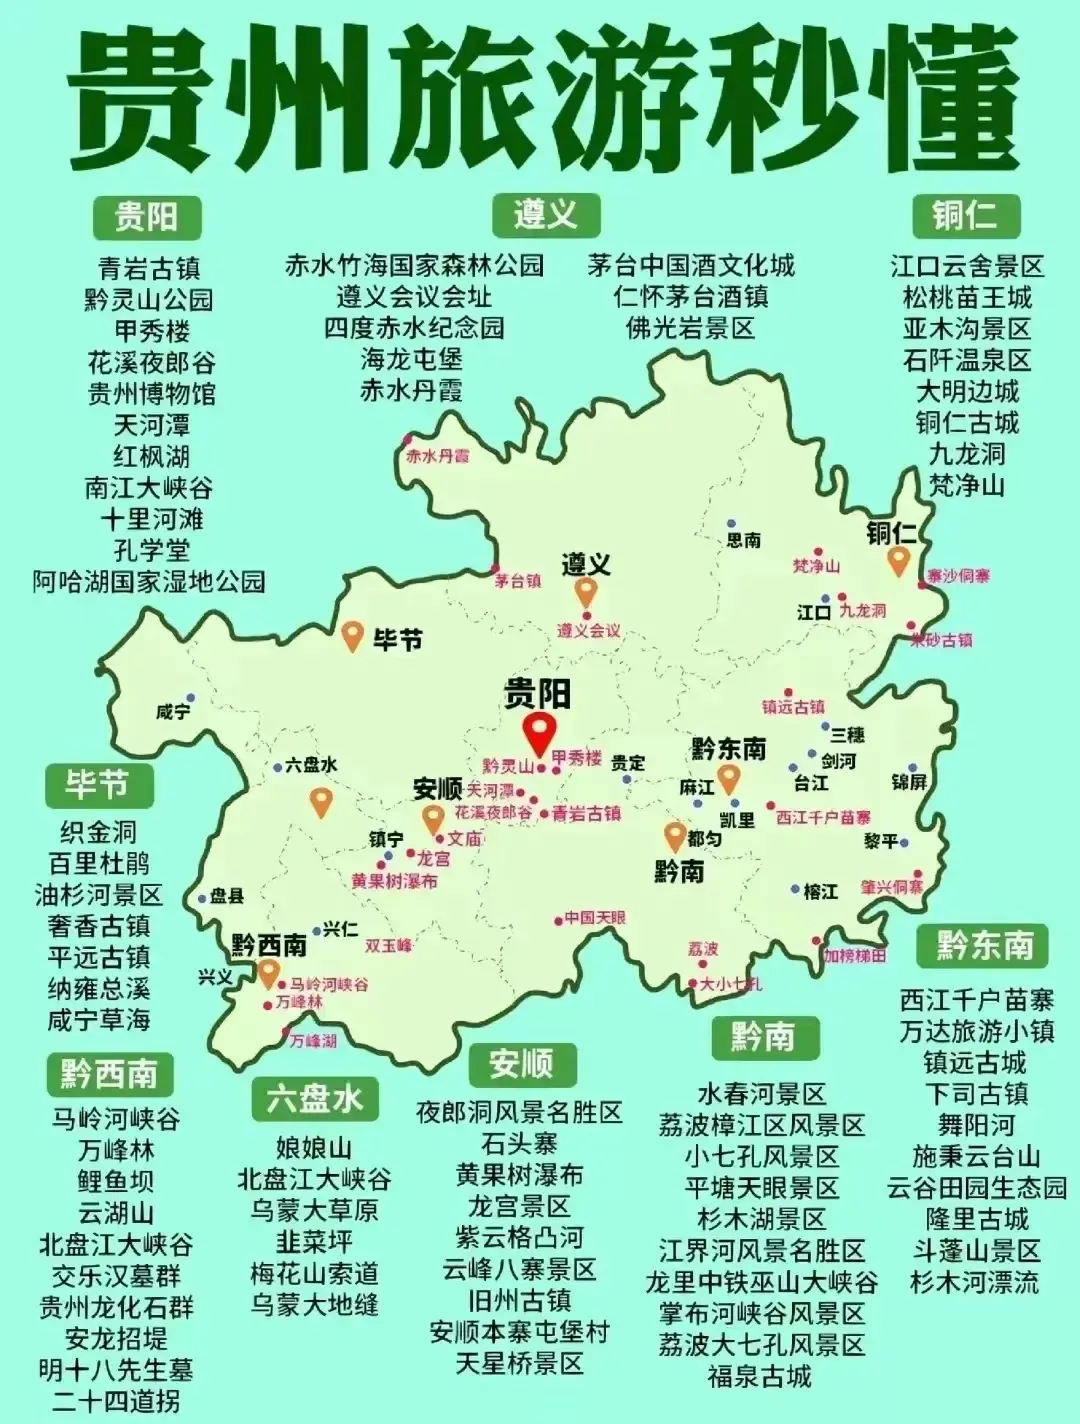 贵州旅游秒懂
贵阳
青岩古镇
黔灵山公园
甲秀楼
花溪夜郎谷
贵州博物馆
天河潭
红枫湖
南江大峡谷
十里河滩
孔学堂
阿哈湖国家湿地公园
遵义
赤水竹海国家森林公园
遵义会议会址
四度赤水纪念园
海龙屯堡
赤水丹霞
茅台中国酒文化城
仁怀茅台酒镇
佛光岩景区
铜仁
江口云舍景区
松桃苗王城
亚木沟景区
石阡温泉区
大明边城
铜仁古城
九龙洞
梵净山
赤水丹霞
茅台镇
遵义
遵义会议
思南
铜仁
梵净山
寨沙侗寨
江口
九龙洞
朱砂古镇
毕节
咸宁
六盘水
贵阳
黔灵山
甲秀楼
天河潭
花溪夜郎谷
青岩古镇
贵定
镇远古镇
三穗
黔东南
剑河
台江
锦屏
麻江
凯里
西江千户苗寨
都匀
黔南
黎平
榕江
肇兴侗寨
安顺
文庙
镇宁
龙宫
黄果树瀑布
盘县
中国天眼
黔西南
兴仁
双玉峰
兴义
马岭河峡谷
万峰林
万峰湖
荔波
大小七孔
加榜梯田
毕节
织金洞
百里杜鹃
油杉河景区
奢香古镇
平远古镇
纳雍总溪
咸宁草海
黔西南
马岭河峡谷
万峰林
鲤鱼坝
云湖山
北盘江大峡谷
交乐汉墓群
贵州龙化石群
安龙招堤
明十八先生墓
二十四道拐
六盘水
娘娘山
北盘江大峡谷
乌蒙大草原
韭菜坪
梅花山索道
乌蒙大地缝
安顺
夜郎洞风景名胜区
石头寨
黄果树瀑布
龙宫景区
紫云格凸河
云峰八寨景区
旧州古镇
安顺本寨屯堡村
天星桥景区
黔南
水春河景区
荔波樟江区风景区
小七孔风景区
平塘天眼景区
杉木湖景区
江界河风景名胜区
龙里中铁巫山大峡谷
掌布河峡谷风景区
荔波大七孔风景区
福泉古城
黔东南
西江千户苗寨
万达旅游小镇
镇远古城
下司古镇
舞阳河
施秉云台山
云谷田园生态园
隆里古城
斗蓬山景区
杉木河漂流